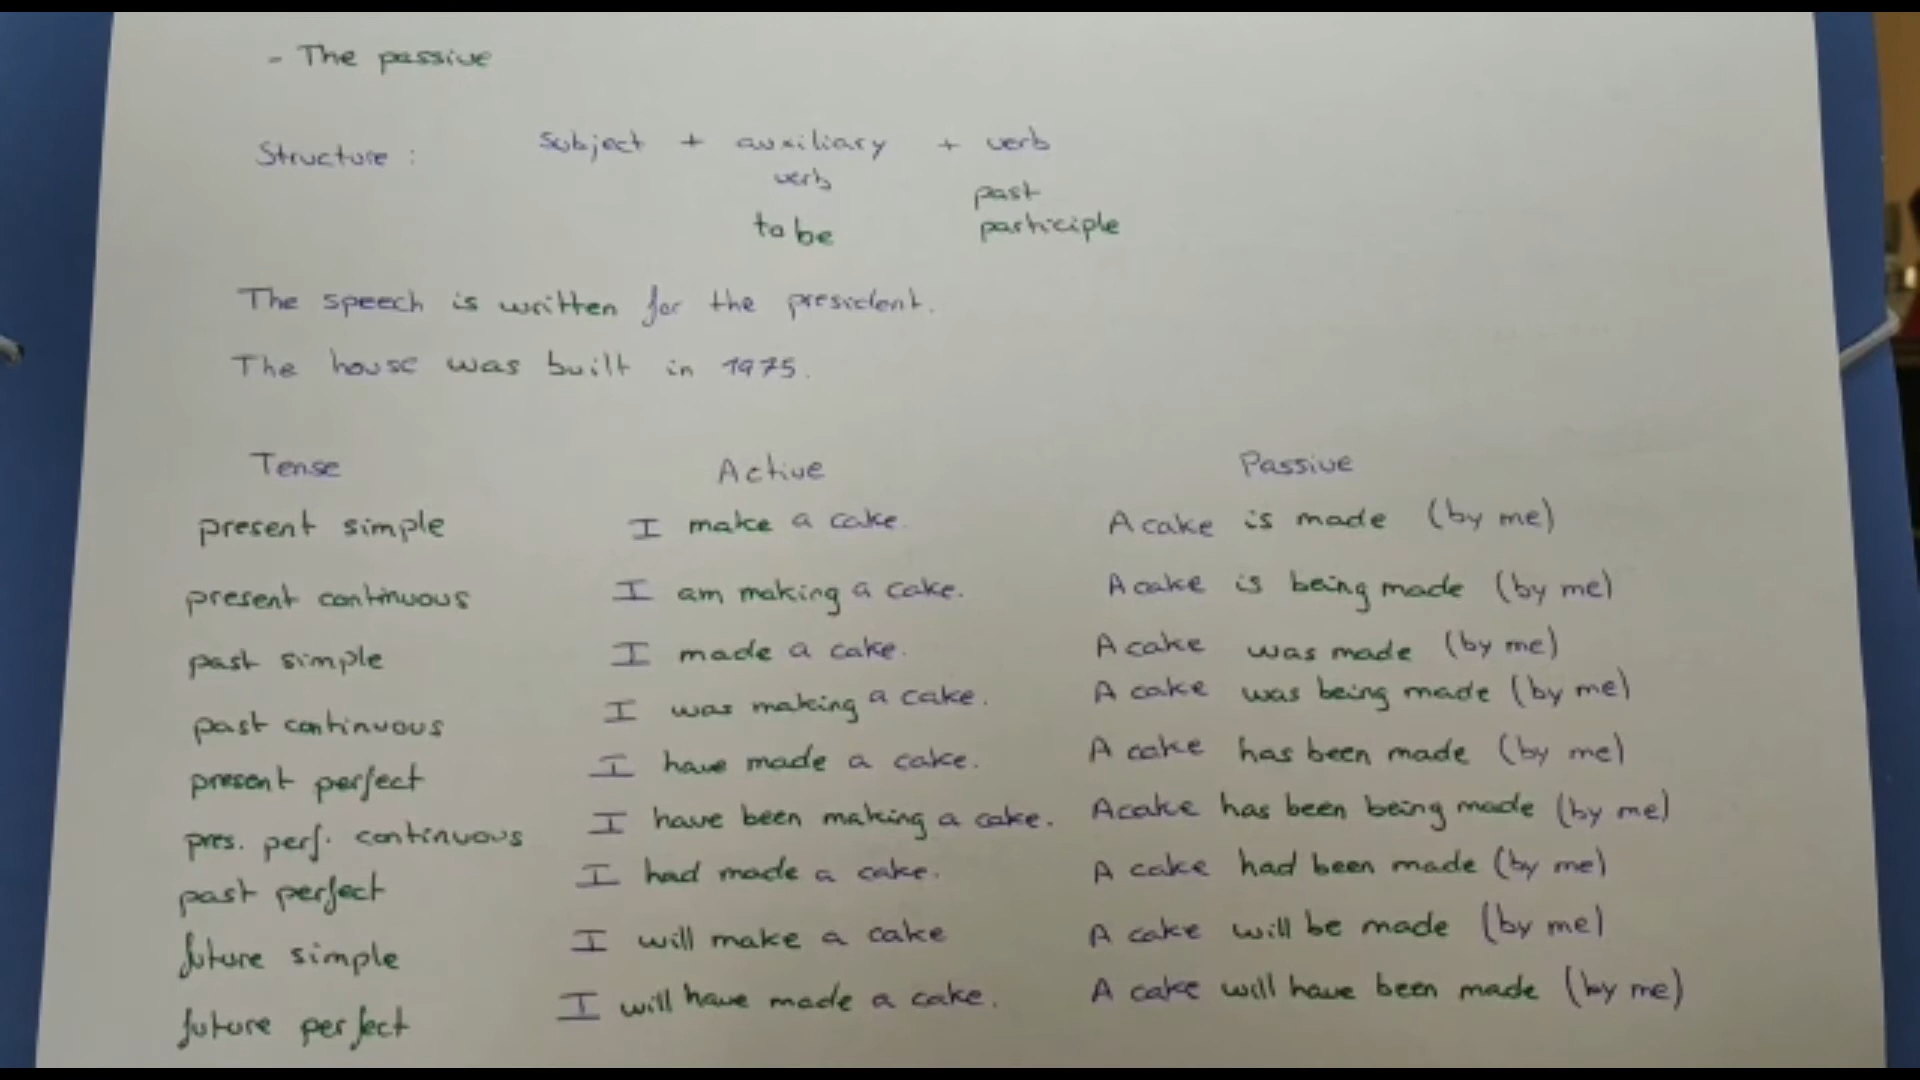 - The passive
Structure : subject + auxiliary + verb
verb past
to be participle
The speech is written for the president.
The house was built in 1975.
Tense Active Passive
present simple I make a cake. A cake is made (by me)
present continuous I am making a cake. A cake is being made (by me)
past simple I made a cake. A cake was made (by me)
past continuous I was making a cake. A cake was being made (by me)
present perfect I have made a cake. A cake has been made (by me)
pres. perf. continuous I have been making a cake. A cake has been being made (by me)
past perfect I had made a cake. A cake had been made (by me)
future simple I will make a cake A cake will be made (by me)
future perfect I will have made a cake. A cake will have been made (by me)